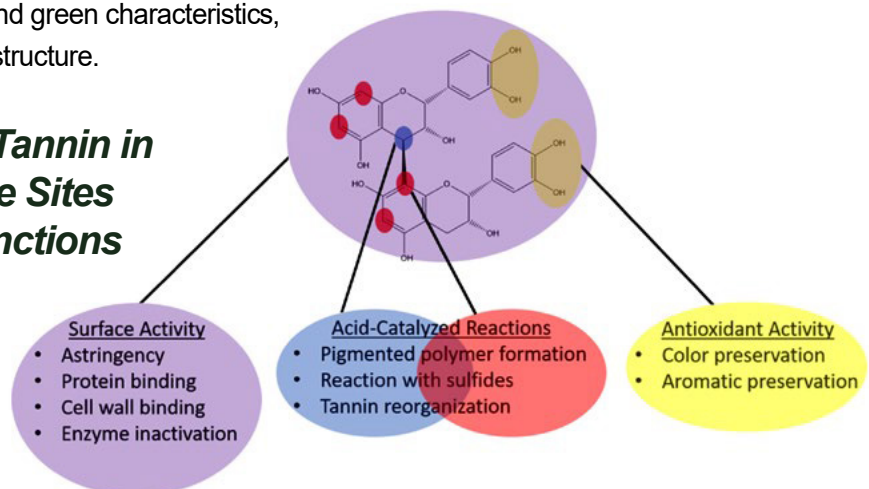 nd green characteristics,
structure.
Tannin in
e Sites
nctions
OH
OH
HO
O
OH
OH
OH
HO
O
OH
OH
OH
OH
Surface Activity
• Astringency
• Protein binding
• Cell wall binding
• Enzyme inactivation
Acid-Catalyzed Reactions
• Pigmented polymer formation
• Reaction with sulfides
• Tannin reorganization
Antioxidant Activity
• Color preservation
• Aromatic preservation